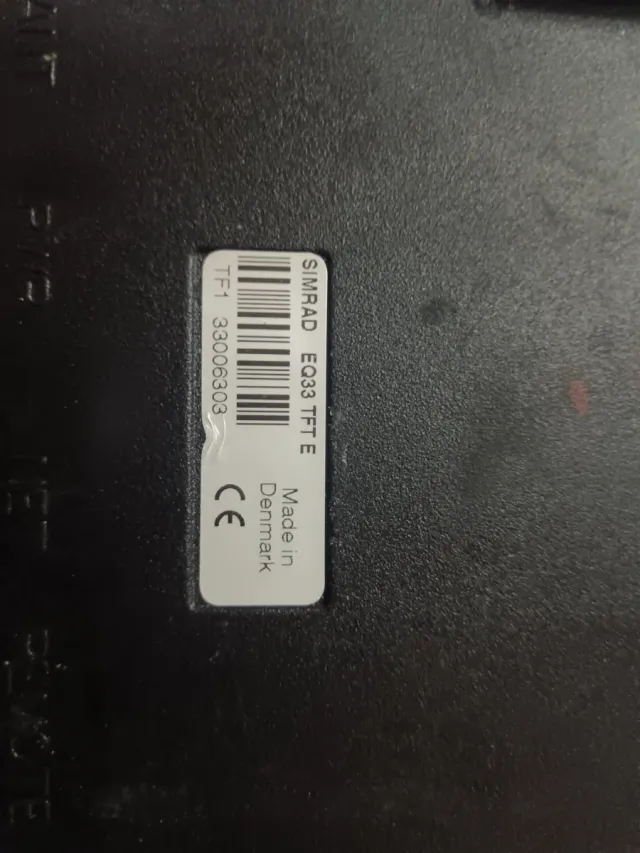 SIMRAD EQ33 TFT E
TF1 33006303
Made in
Denmark
CE